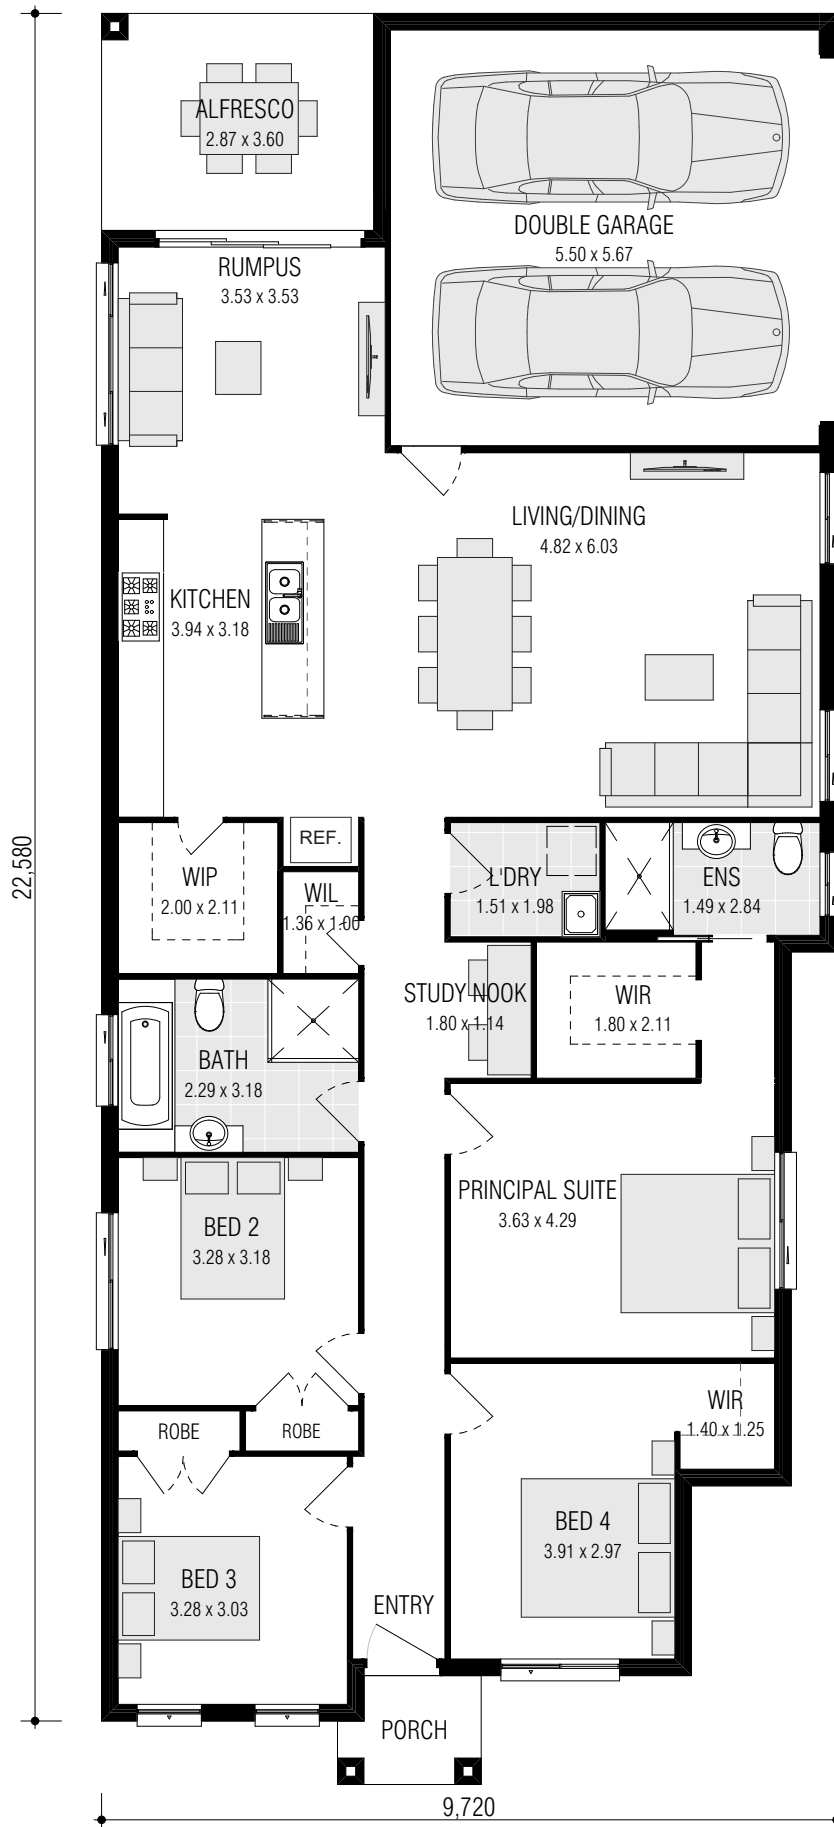 ALFRESCO
2.87 x 3.60
DOUBLE GARAGE
5.50 x 5.67
RUMPUS
3.53 x 3.53
LIVING/DINING
4.82 x 6.03
KITCHEN
3.94 x 3.18
22,580
REF.
WIP
2.00 x 2.11
WIL
1.36 x 1.00
L'DRY
1.51 x 1.98
ENS
1.49 x 2.84
STUDY NOOK
1.80 x 1.14
WIR
1.80 x 2.11
BATH
2.29 x 3.18
PRINCIPAL SUITE
3.63 x 4.29
BED 2
3.28 x 3.18
ROBE
ROBE
WIR
1.40 x 1.25
BED 4
3.91 x 2.97
BED 3
3.28 x 3.03
ENTRY
PORCH
9,720